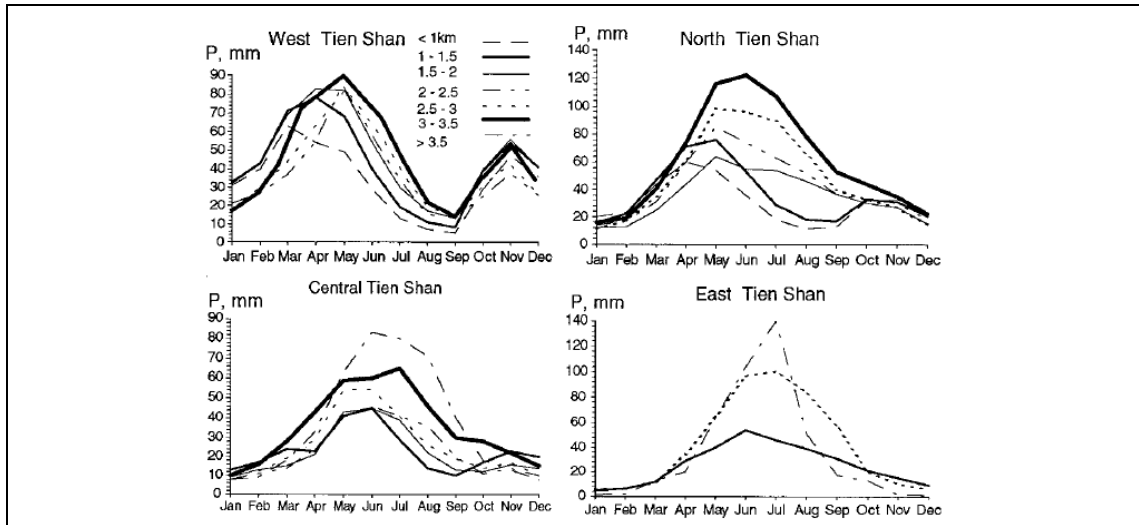 West Tien Shan
P, mm
90
80
70
60
50
40
30
20
10
0
Jan Feb Mar Apr May Jun Jul Aug Sep Oct Nov Dec
< 1km
1 - 1.5
1.5 - 2
2 - 2.5
2.5 - 3
3 - 3.5
> 3.5
North Tien Shan
P, mm
140
120
100
80
60
40
20
0
Jan Feb Mar Apr May Jun Jul Aug Sep Oct Nov Dec
Central Tien Shan
P, mm
90
80
70
60
50
40
30
20
10
0
Jan Feb Mar Apr May Jun Jul Aug Sep Oct Nov Dec
East Tien Shan
P, mm
140
120
100
80
60
40
20
0
Jan Feb Mar Apr May Jun Jul Aug Sep Oct Nov Dec